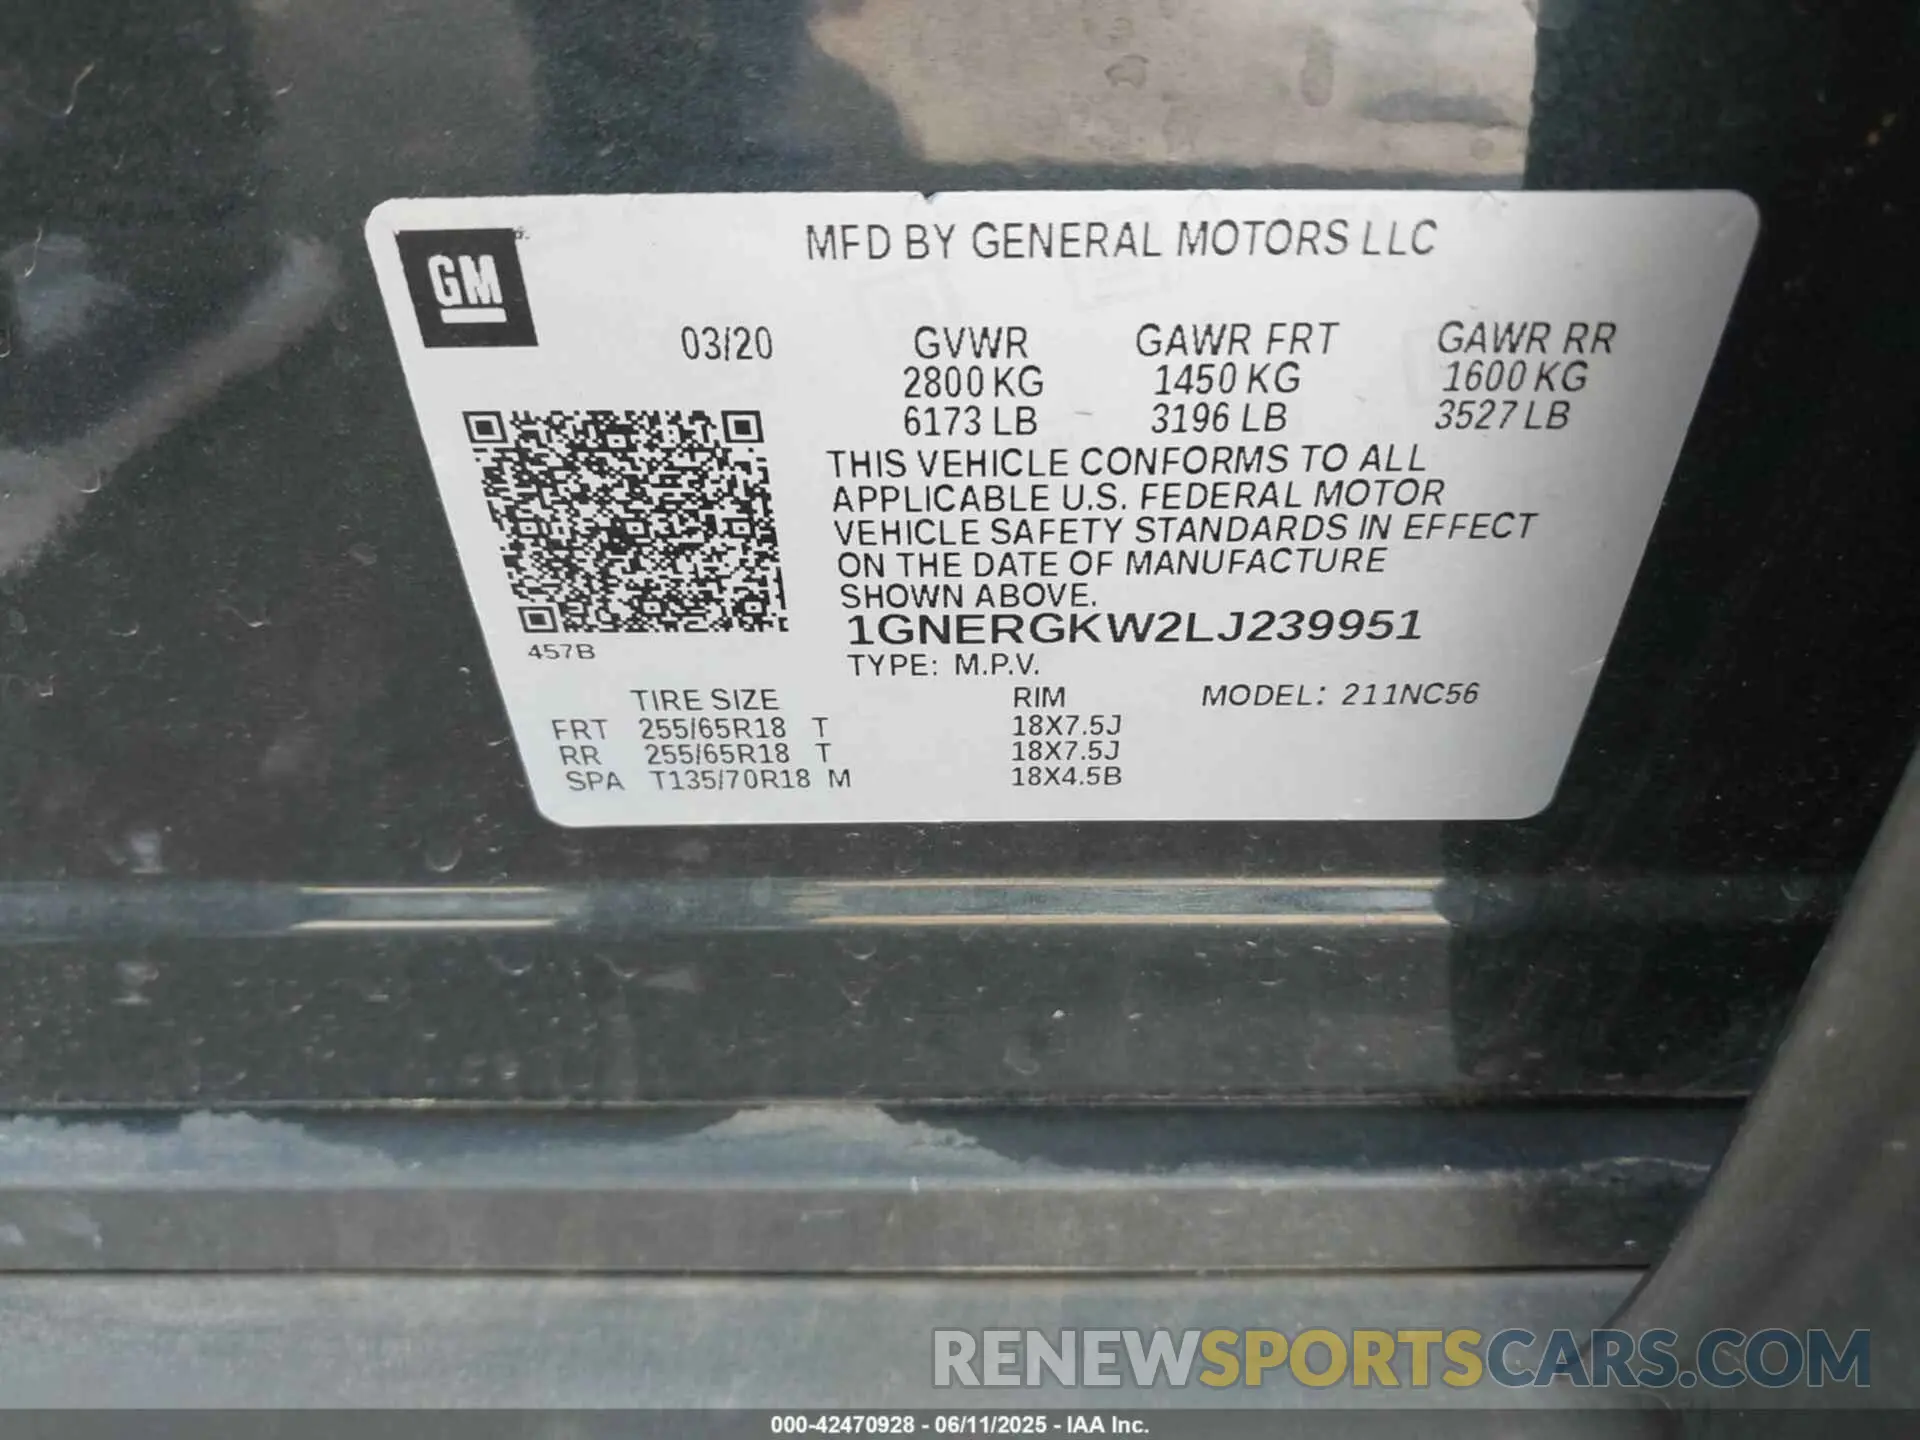 GM
MFD BY GENERAL MOTORS LLC
03/20 GVWR GAWR FRT GAWR RR
2800 KG 1450 KG 1600 KG
6173 LB 3196 LB 3527 LB
THIS VEHICLE CONFORMS TO ALL
APPLICABLE U.S. FEDERAL MOTOR
VEHICLE SAFETY STANDARDS IN EFFECT
ON THE DATE OF MANUFACTURE
SHOWN ABOVE.
1GNERGKW2LJ239951
457B
TYPE: M.P.V.
TIRE SIZE RIM MODEL: 211NC56
FRT 255/65R18 T 18X7.5J
RR 255/65R18 T 18X7.5J
SPA T135/70R18 M 18X4.5B
RENEWSPORTSCARS.COM
000-42470928 - 06/11/2025 - IAA Inc.